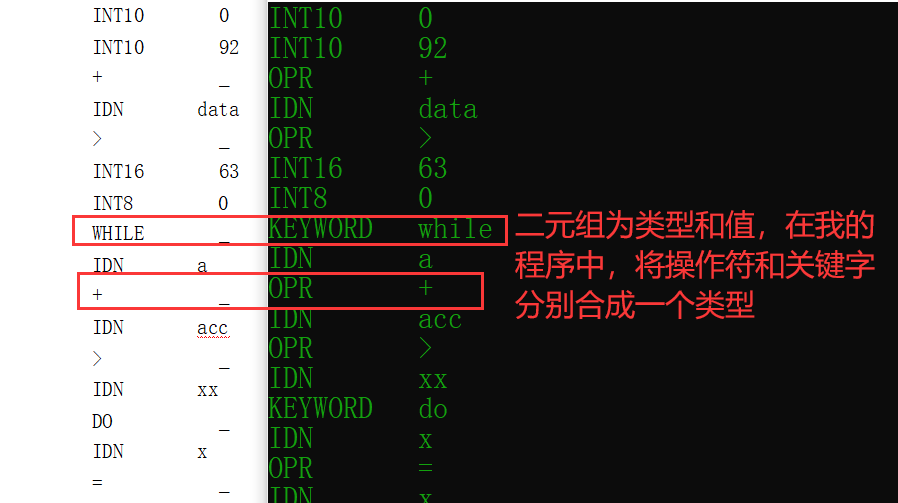 INT10 0
INT10 92
+ _
IDN data
> _
INT16 63
INT8 0
WHILE _
IDN a
+ _
IDN acc
> _
IDN xx
DO _
IDN x
= _
INT10 0
INT10 92
OPR +
IDN data
OPR >
INT16 63
INT8 0
KEYWORD while
IDN a
OPR +
IDN acc
OPR >
IDN xx
KEYWORD do
IDN x
OPR =
IDN x
二元组为类型和值，在我的
程序中，将操作符和关键字
分别合成一个类型